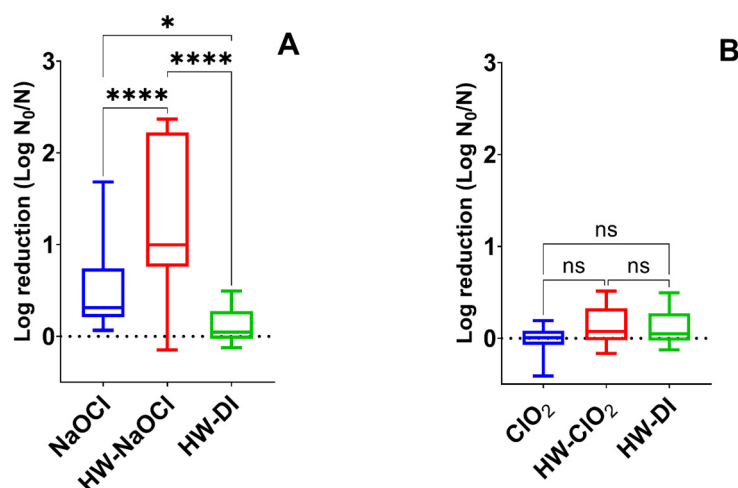 A
Log reduction (Log N₀/N)
3
2
1
0
*
****
****
NaOCl
HW-NaOCl
HW-DI
B
Log reduction (Log N₀/N)
3
2
1
0
ns
ns
ns
ClO₂
HW-ClO₂
HW-DI